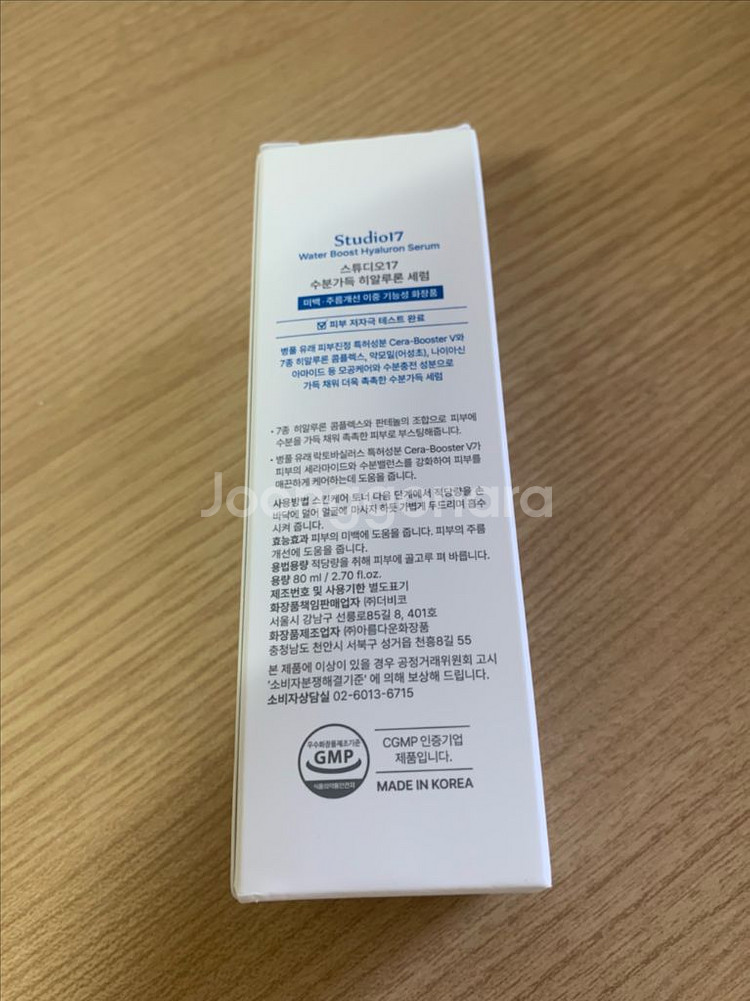 Studio17
Water Boost Hyaluron Serum
스튜디오17
수분가득 히알루론 세럼
미백·주름개선 이중 기능성 화장품
피부 저자극 테스트 완료
병풀 유래 피부진정 특허성분 Cera-Booster V와
7종 히알루론 콤플렉스, 약모밀(어성초), 나이아신
아마이드 등 모공케어와 수분충전 성분으로
가득 채워 더욱 촉촉한 수분가득 세럼
• 7종 히알루론 콤플렉스와 판테놀의 조합으로 피부에
수분을 가득 채워 촉촉한 피부로 부스팅해줍니다.
• 병풀 유래 락토바실러스 특허성분 Cera-Booster V가
피부의 세라마이드와 수분밸런스를 강화하여 피부를
매끈하게 케어하는데 도움을 줍니다.
Joonggonara
사용방법 스킨케어 토너 다음 단계에서 적당량을 손
바닥에 덜어 얼굴에 마사지 하듯 가볍게 두드리며 흡수
시켜 줍니다.
효능효과 피부의 미백에 도움을 줍니다. 피부의 주름
개선에 도움을 줍니다.
용법용량 적당량을 취해 피부에 골고루 펴 바릅니다.
용량 80 ml / 2.70 fl.oz.
제조번호 및 사용기한 별도표기
화장품책임판매업자 (주)더비코
서울시 강남구 선릉로85길 8, 401호
화장품제조업자 (주)아름다운화장품
충청남도 천안시 서북구 성거읍 천흥8길 55
본 제품에 이상이 있을 경우 공정거래위원회 고시
'소비자분쟁해결기준' 에 의해 보상해 드립니다.
소비자상담실 02-6013-6715
우수화장품제조기준
GMP
식품의약품안전처
CGMP 인증기업
제품입니다.
MADE IN KOREA